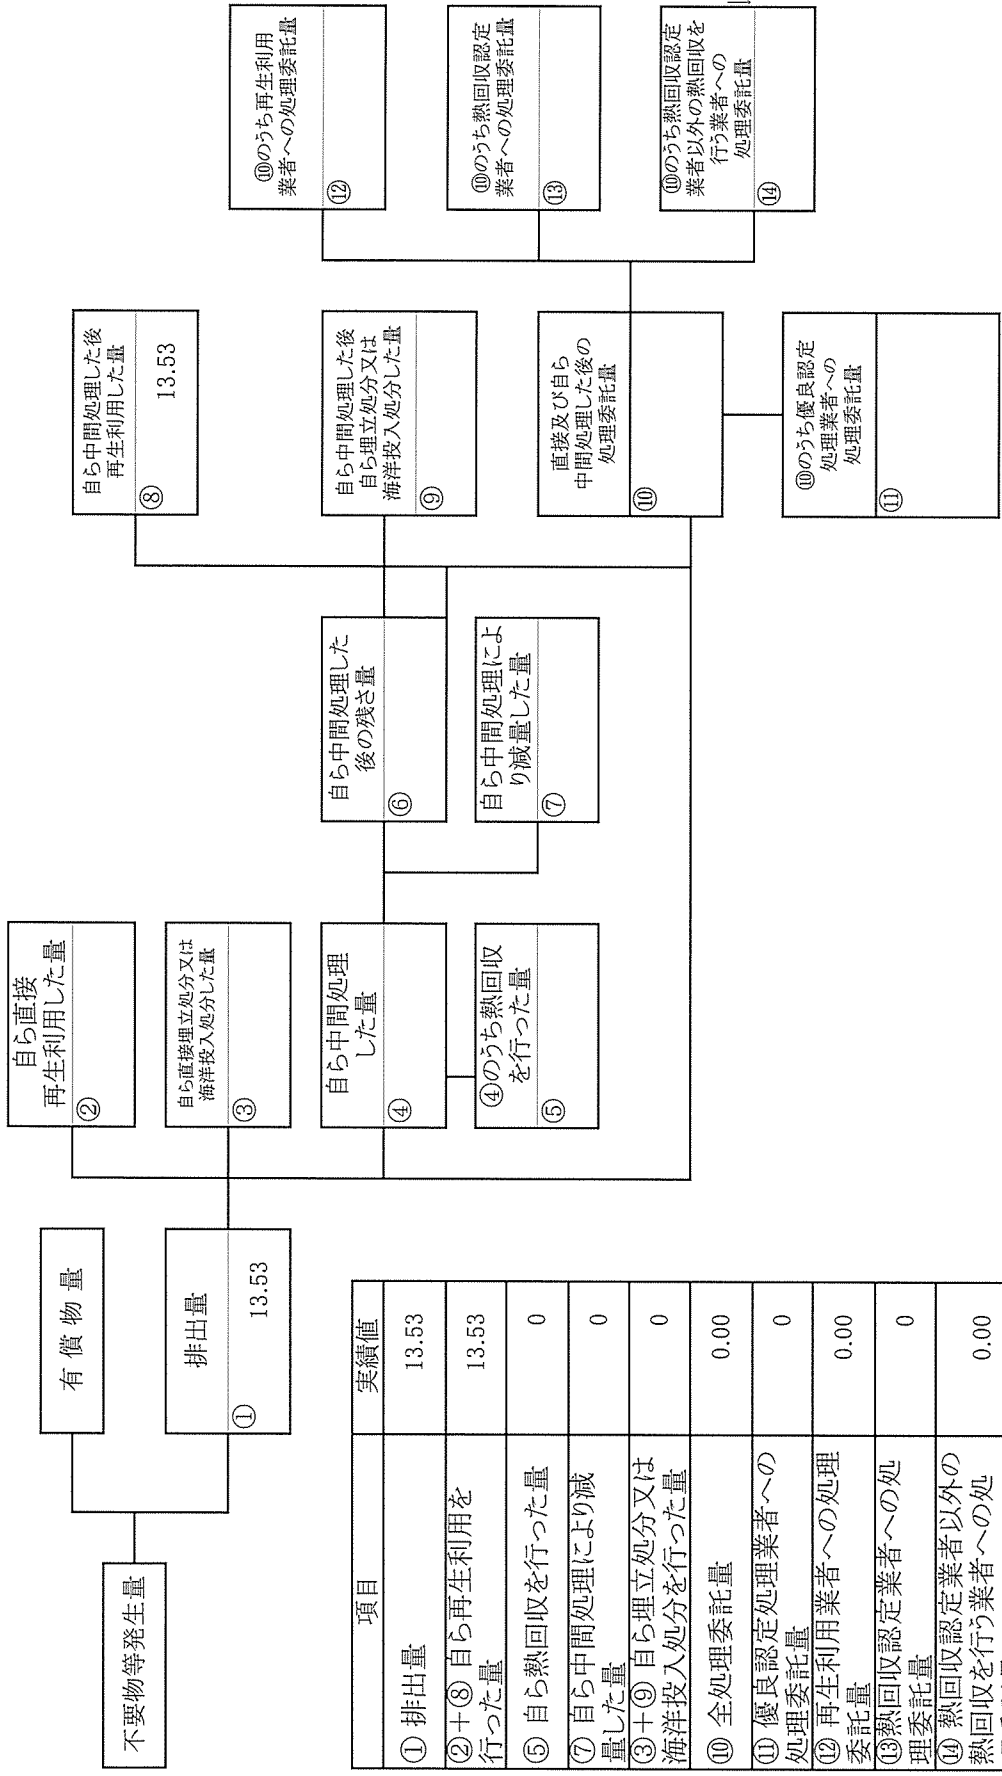 不要物等発生量
有償物量
排出量
①
13.53
自ら直接
再生利用した量
②
自ら直接埋立処分又は
海洋投入処分した量
③
自ら中間処理
した量
④
④のうち熱回収
を行った量
⑤
自ら中間処理した
後の残さ量
⑥
自ら中間処理によ
り減量した量
⑦
自ら中間処理した後
再生利用した量
⑧
13.53
自ら中間処理した後
自ら埋立処分又は
海洋投入処分した量
⑨
直接及び自ら
中間処理した後の
処理委託量
⑩
⑩のうち優良認定
処理業者への
処理委託量
⑪
⑩のうち再生利用
業者への処理委託量
⑫
⑩のうち熱回収認定
業者への処理委託量
⑬
⑩のうち熱回収認定
業者以外の熱回収を
行う業者への
処理委託量
⑭
項目
実績値
①排出量
13.53
②+⑧自ら再生利用を
行った量
13.53
⑤自ら熱回収を行った量
0
⑦自ら中間処理により減
量した量
0
③+⑨自ら埋立処分又は
海洋投入処分を行った量
0
⑩全処理委託量
0.00
⑪優良認定処理業者への
処理委託量
0
⑫再生利用業者への処理
委託量
0.00
⑬熱回収認定業者への処
理委託量
0
⑭熱回収認定業者以外の
熱回収を行う業者への処
0.00